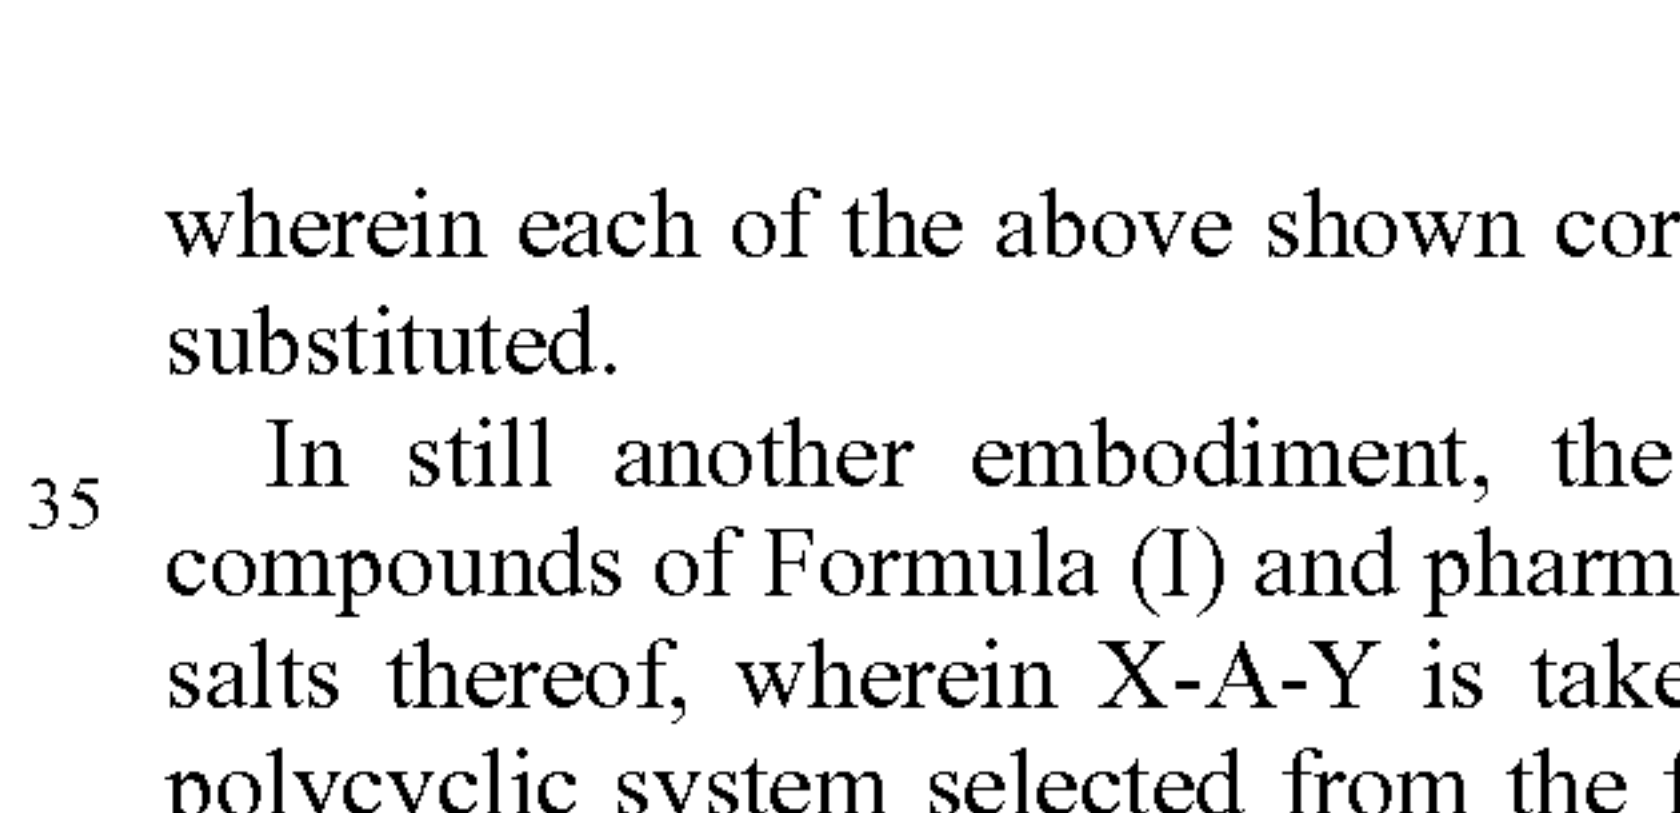 wherein each of the above shown cor
substituted.
In still another embodiment, the
35
compounds of Formula (I) and pharm
salts thereof, wherein X-A-Y is take
polycyclic system selected from the f